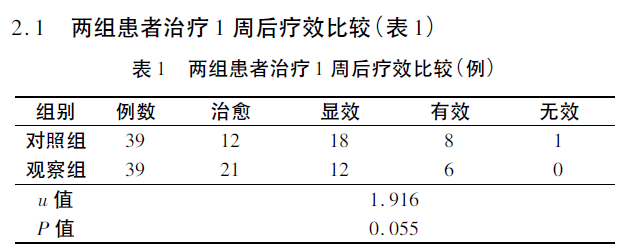 2.1 两组患者治疗1周后疗效比较(表1)
表1 两组患者治疗1周后疗效比较(例)
组别 例数 治愈 显效 有效 无效
对照组 39 12 18 8 1
观察组 39 21 12 6 0
u值 1.916
P值 0.055